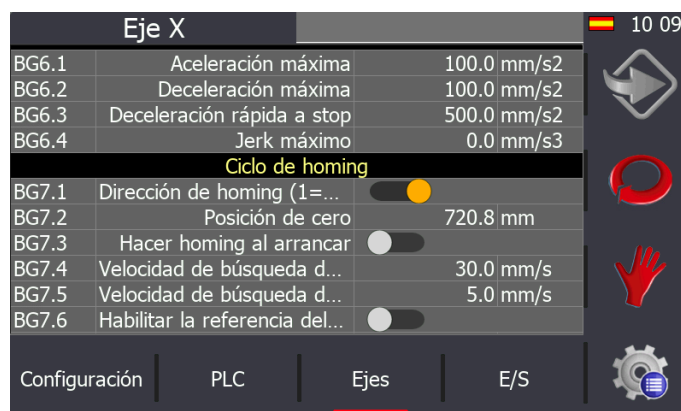 Eje X
10 09
BG6.1 Aceleración máxima 100.0 mm/s2
BG6.2 Deceleración máxima 100.0 mm/s2
BG6.3 Deceleración rápida a stop 500.0 mm/s2
BG6.4 Jerk máximo 0.0 mm/s3
Ciclo de homing
BG7.1 Dirección de homing (1=...
BG7.2 Posición de cero 720.8 mm
BG7.3 Hacer homing al arrancar
BG7.4 Velocidad de búsqueda d... 30.0 mm/s
BG7.5 Velocidad de búsqueda d... 5.0 mm/s
BG7.6 Habilitar la referencia del...
Configuración PLC Ejes E/S